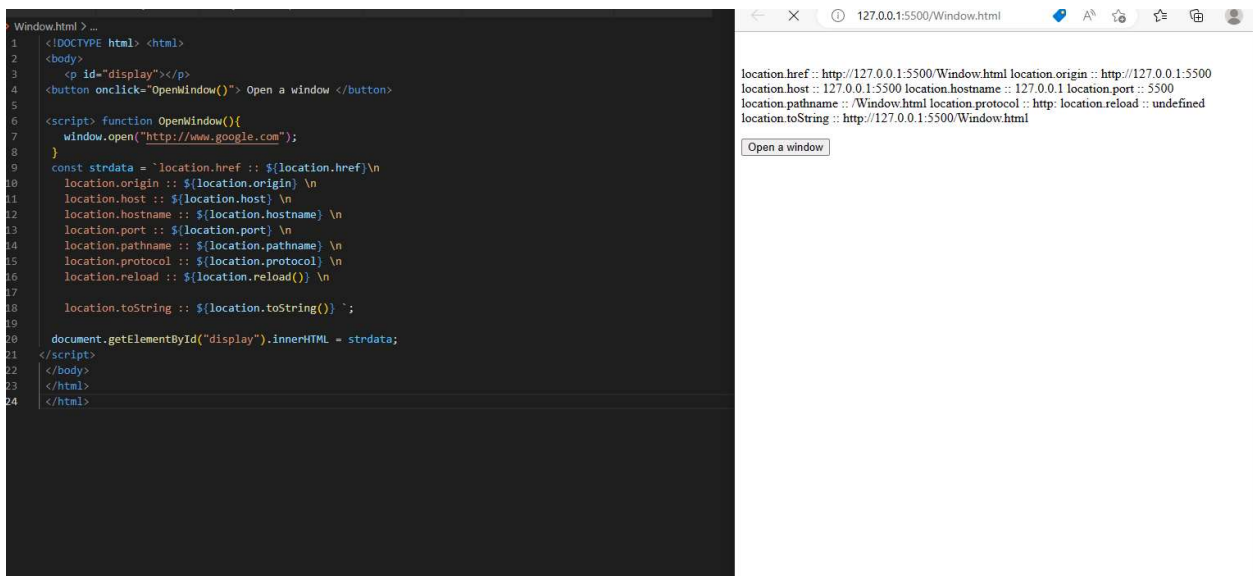 Window.html > ...
1 <!DOCTYPE html> <html>
2 <body>
3 <p id="display"></p>
4 <button onclick="OpenWindow()"> Open a window </button>
5
6 <script> function OpenWindow(){
7 window.open("http://www.google.com");
8 }
9 const strdata = `location.href :: ${location.href}\n
10 location.origin :: ${location.origin} \n
11 location.host :: ${location.host} \n
12 location.hostname :: ${location.hostname} \n
13 location.port :: ${location.port} \n
14 location.pathname :: ${location.pathname} \n
15 location.protocol :: ${location.protocol} \n
16 location.reload :: ${location.reload()} \n
17
18 location.toString :: ${location.toString()} `;
19
20 document.getElementById("display").innerHTML = strdata;
21 </script>
22 </body>
23 </html>
24 </html>
127.0.0.1:5500/Window.html
location.href :: http://127.0.0.1:5500/Window.html location.origin :: http://127.0.0.1:5500
location.host :: 127.0.0.1:5500 location.hostname :: 127.0.0.1 location.port :: 5500
location.pathname :: /Window.html location.protocol :: http: location.reload :: undefined
location.toString :: http://127.0.0.1:5500/Window.html
Open a window